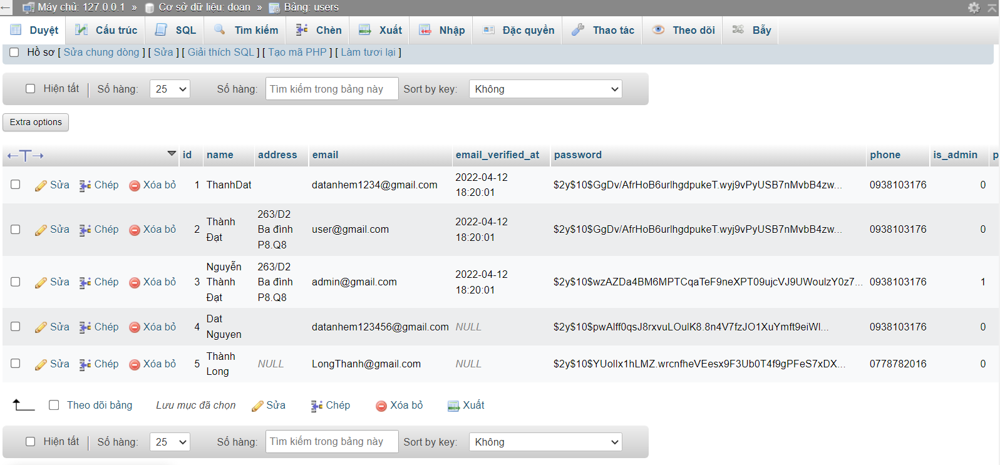 ← Máy chủ: 127.0.0.1 » Cơ sở dữ liệu: doan » Bảng: users
Duyệt Cấu trúc SQL Tìm kiếm Chèn Xuất Nhập Đặc quyền Thao tác Theo dõi Bẫy
Hồ sơ [ Sửa chung dòng ] [ Sửa ] [ Giải thích SQL ] [ Tạo mã PHP ] [ Làm tươi lại ]
Hiện tất Số hàng: 25 Số hàng: Tìm kiếm trong bảng này Sort by key: Không
Extra options
←T→ id name address email email_verified_at password phone is_admin p
Sửa Chép Xóa bỏ 1 ThanhDat datanhem1234@gmail.com 2022-04-12 $2y$10$GgDv/AfrHoB6urlhgdpukeT.wyj9vPyUSB7nMvbB4zw... 0938103176 0
18:20:01
Sửa Chép Xóa bỏ 2 Thành 263/D2 user@gmail.com 2022-04-12 $2y$10$GgDv/AfrHoB6urlhgdpukeT.wyj9vPyUSB7nMvbB4zw... 0938103176 0
Đạt Ba đình 18:20:01
P8.Q8
Sửa Chép Xóa bỏ 3 Nguyễn 263/D2 admin@gmail.com 2022-04-12 $2y$10$wzAZDa4BM6MPTCqaTeF9neXPT09ujcVJ9UWoulzY0z7... 0938103176 1
Thành Ba đình 18:20:01
Đạt P8.Q8
Sửa Chép Xóa bỏ 4 Dat datanhem123456@gmail.com NULL $2y$10$pwAlff0qsJ8rxvuLOulK8.8n4V7fzJO1XuYmft9eiWl... 0938103176 0
Nguyen
Sửa Chép Xóa bỏ 5 Thành NULL LongThanh@gmail.com NULL $2y$10$YUollx1hLMZ.wrcnfheVEesx9F3Ub0T4f9gPFeS7xDX... 0778782016 0
Long
Theo dõi bảng Lưu mục đã chọn Sửa Chép Xóa bỏ Xuất
Hiện tất Số hàng: 25 Số hàng: Tìm kiếm trong bảng này Sort by key: Không